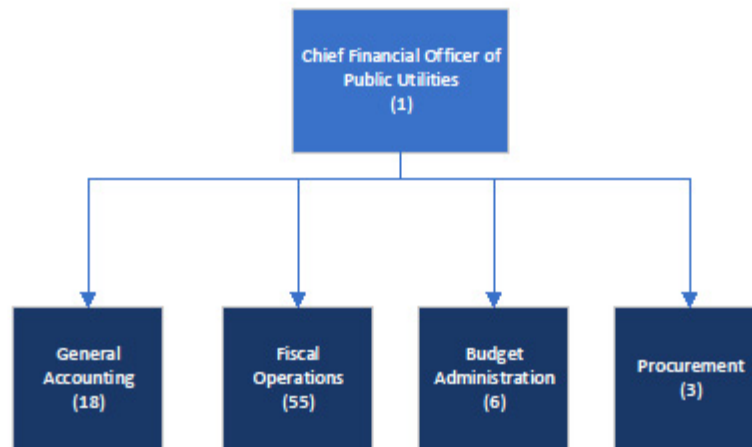 Chief Financial Officer of
Public Utilities
(1)
General
Accounting
(18)
Fiscal
Operations
(55)
Budget
Administration
(6)
Procurement
(3)